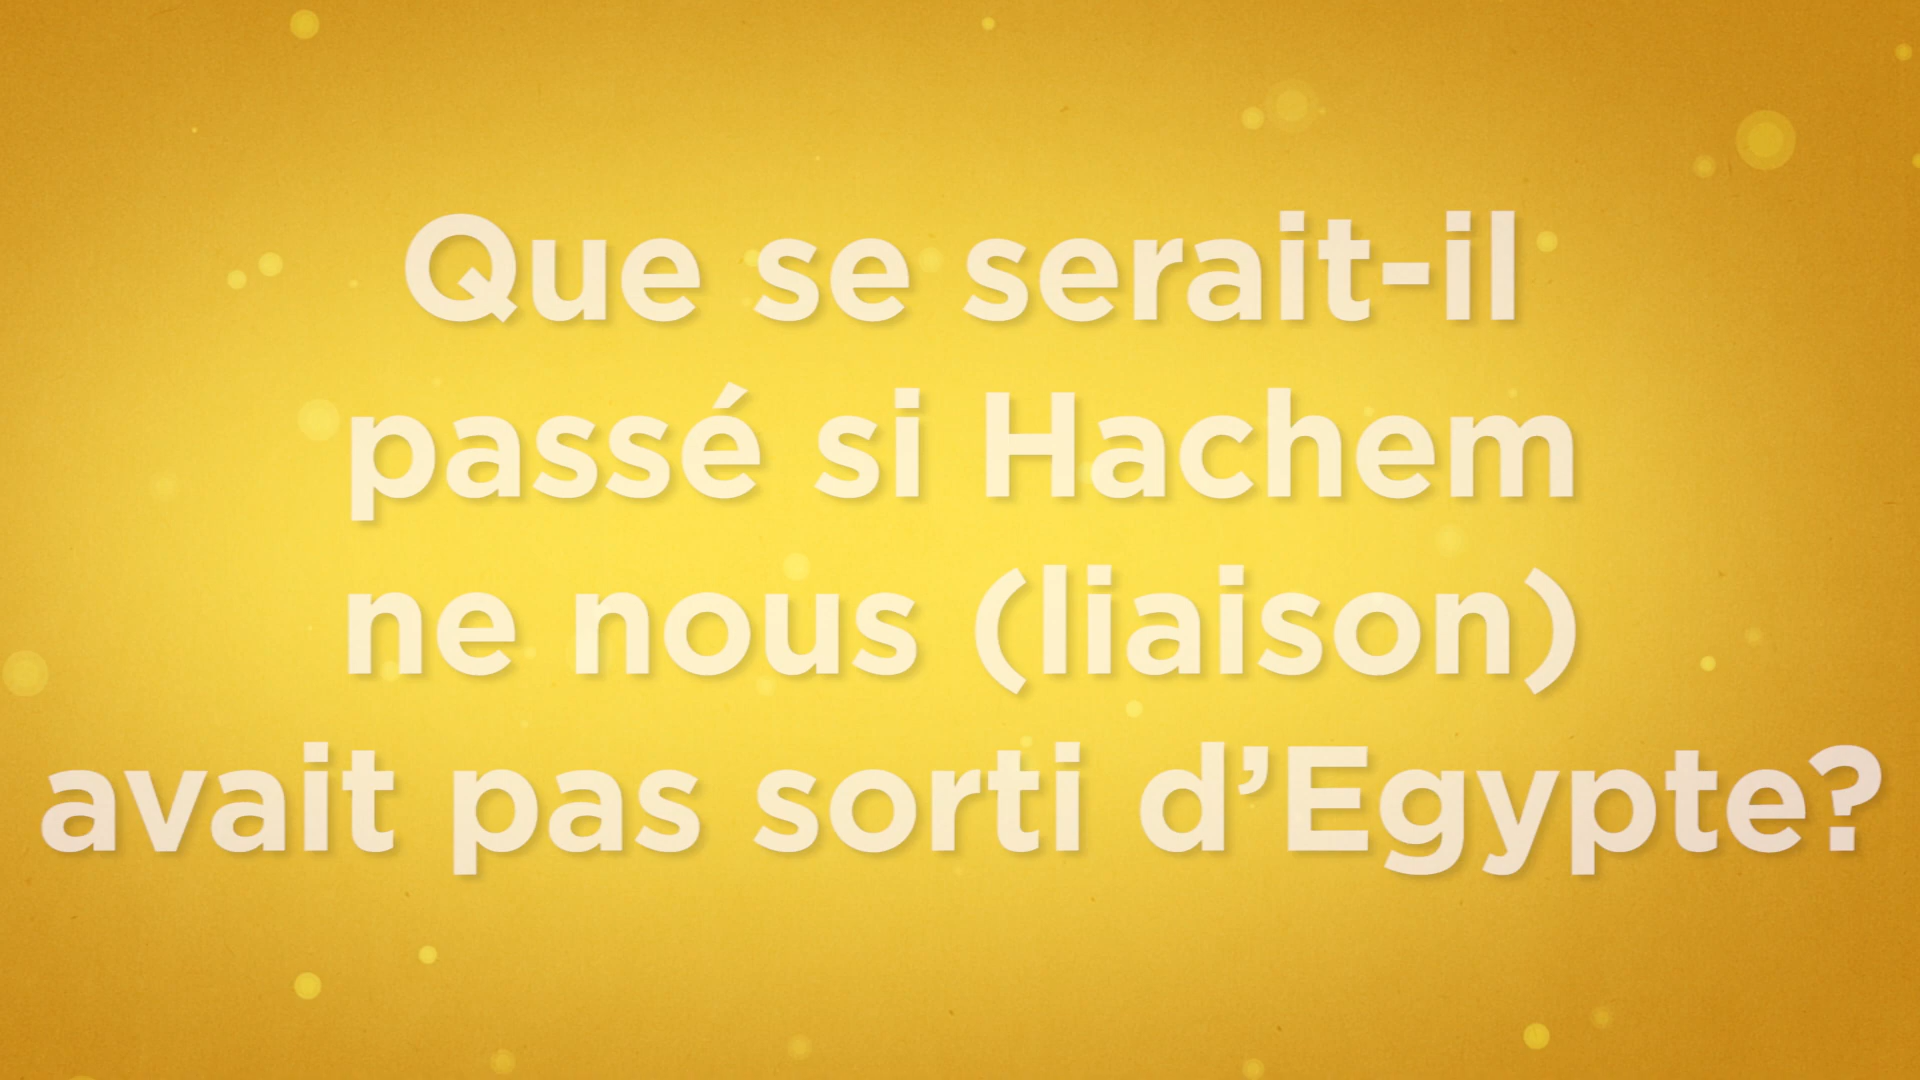 Que se serait-il
passé si Hachem
ne nous (liaison)
avait pas sorti d’Egypte?